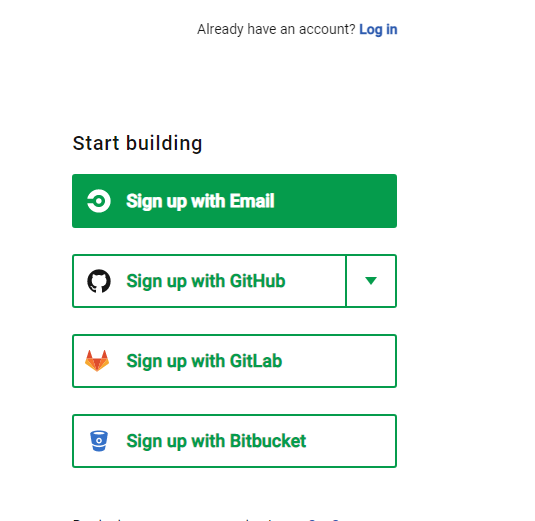 Already have an account? Log in
Start building
Sign up with Email
Sign up with GitHub
Sign up with GitLab
Sign up with Bitbucket